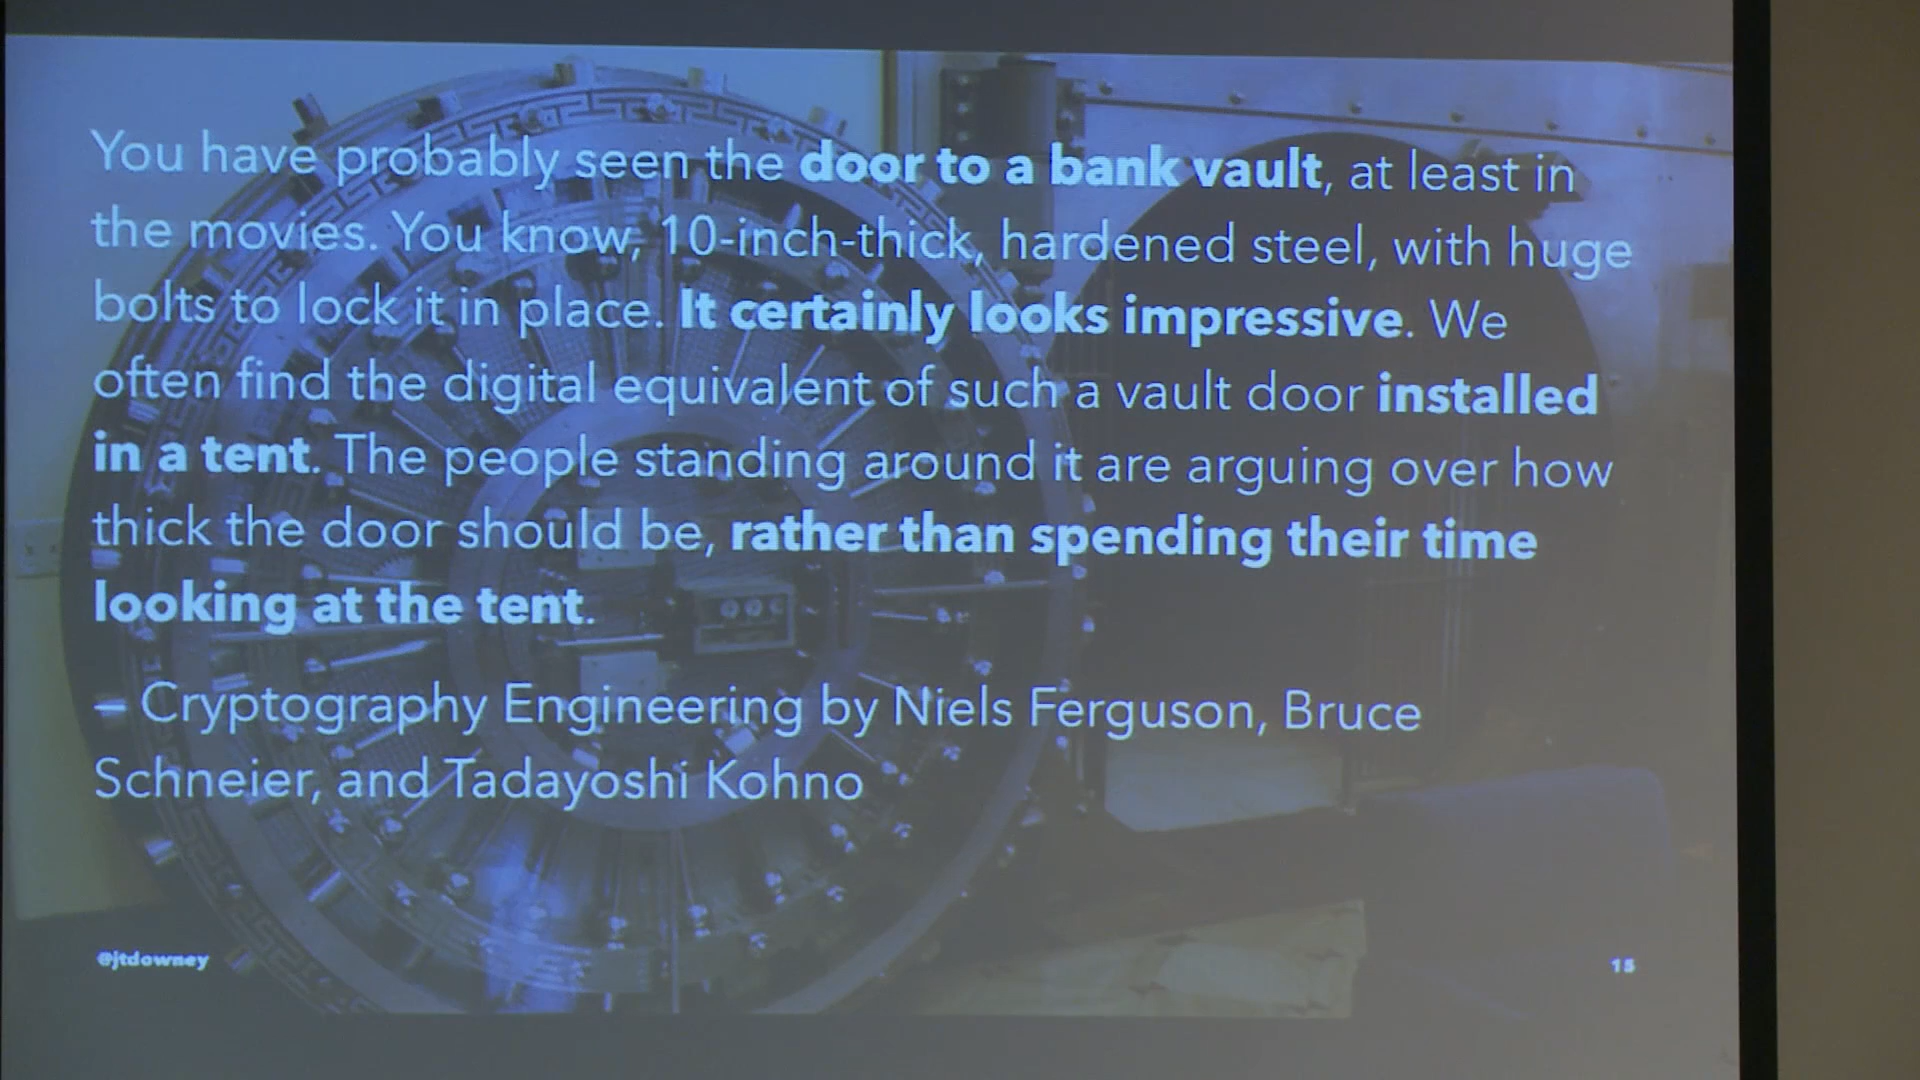 You have probably seen the door to a bank vault, at least in
the movies. You know, 10-inch-thick, hardened steel, with huge
bolts to lock it in place. It certainly looks impressive. We
often find the digital equivalent of such a vault door installed
in a tent. The people standing around it are arguing over how
thick the door should be, rather than spending their time
looking at the tent.
– Cryptography Engineering by Niels Ferguson, Bruce
Schneier, and Tadayoshi Kohno
@jtdowney
15